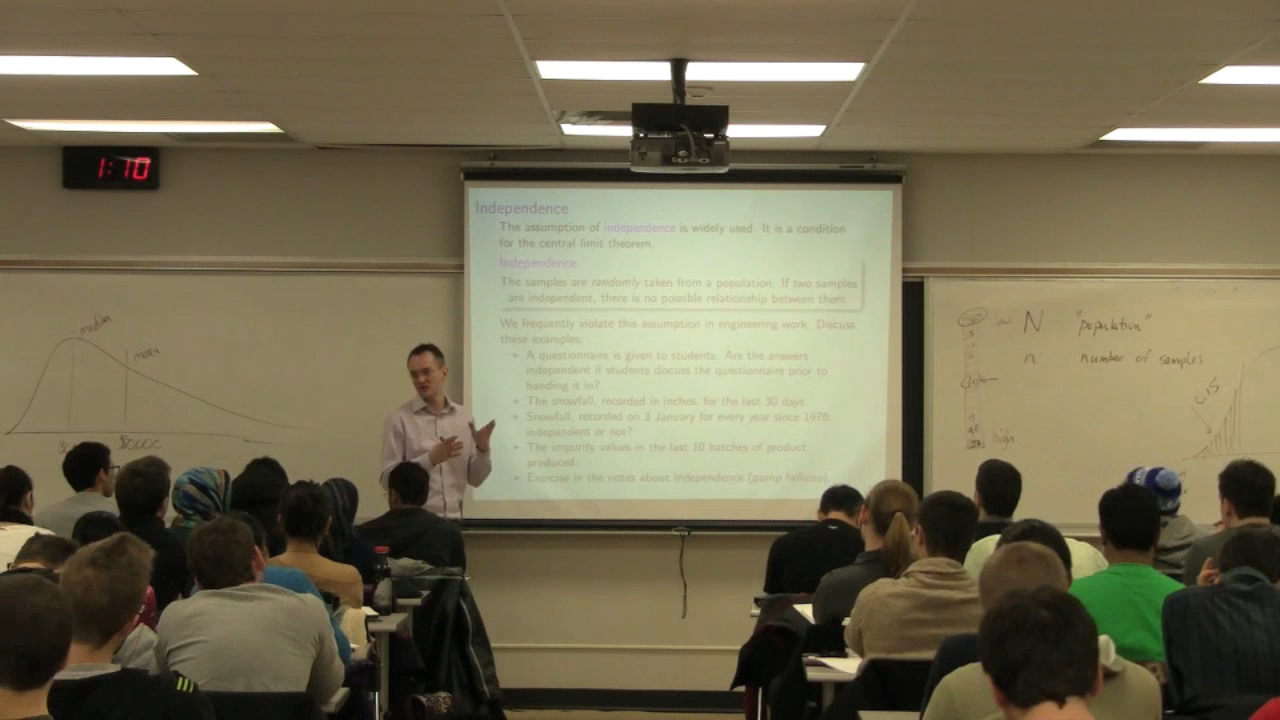 1:10
Independence
The assumption of independence is widely used. It is a condition
for the central limit theorem.
Independence
The samples are randomly taken from a population. If two samples
are independent, there is no possible relationship between them.
We frequently violate this assumption in engineering work. Discuss
these examples:
A questionnaire is given to students. Are the answers
independent if students discuss the questionnaire prior to
handing it in?
The snowfall, recorded in inches, for the last 30 days.
Snowfall, recorded on 3 January for every year since 1976:
independent or not?
The impurity values in the last 10 batches of product
produced.
Exercise in the notes about independence (pump failures).
median
mean
N "population"
n number of samples
high